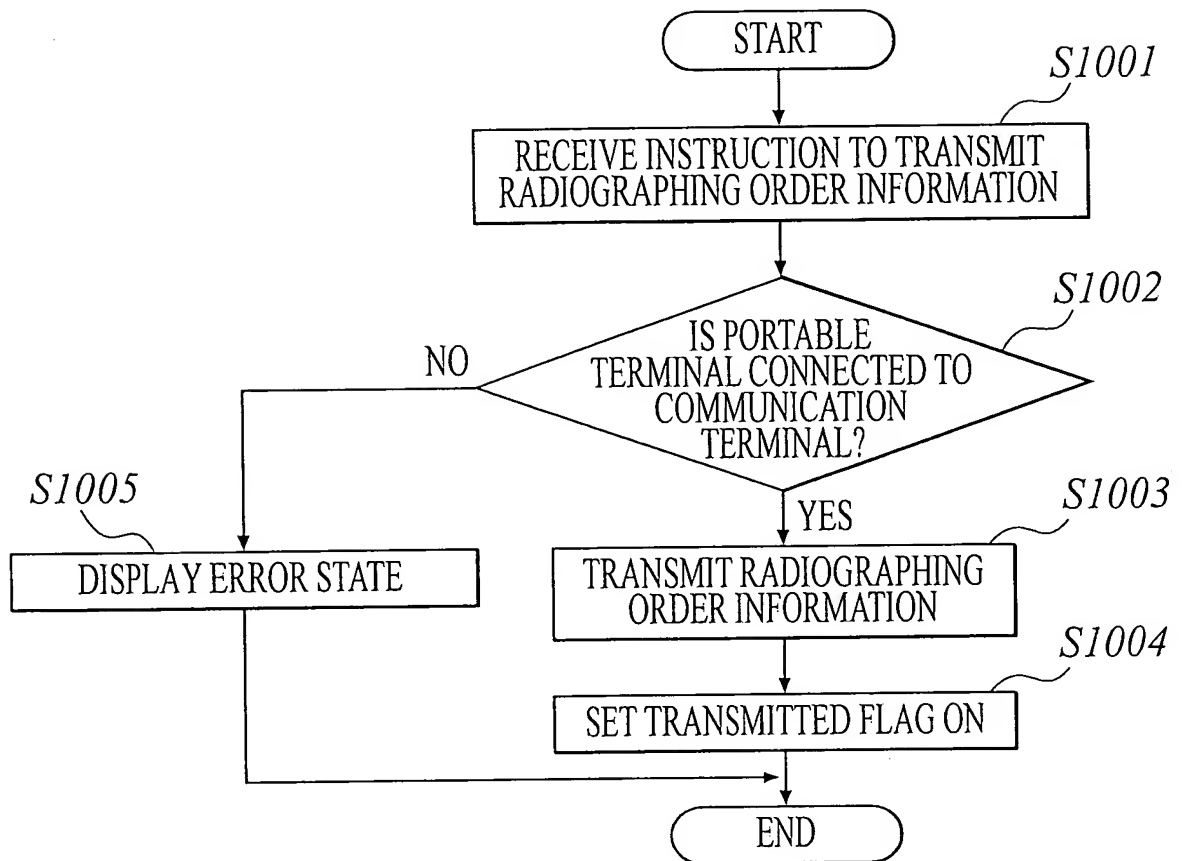 START
S1001
RECEIVE INSTRUCTION TO TRANSMIT
RADIOGRAPHING ORDER INFORMATION
S1002
IS PORTABLE
TERMINAL CONNECTED TO
COMMUNICATION
TERMINAL?
NO
YES
S1005
DISPLAY ERROR STATE
S1003
TRANSMIT RADIOGRAPHING
ORDER INFORMATION
S1004
SET TRANSMITTED FLAG ON
END